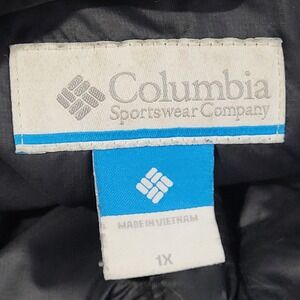 Columbia
Sportswear Company
MADE IN VIETNAM
1X